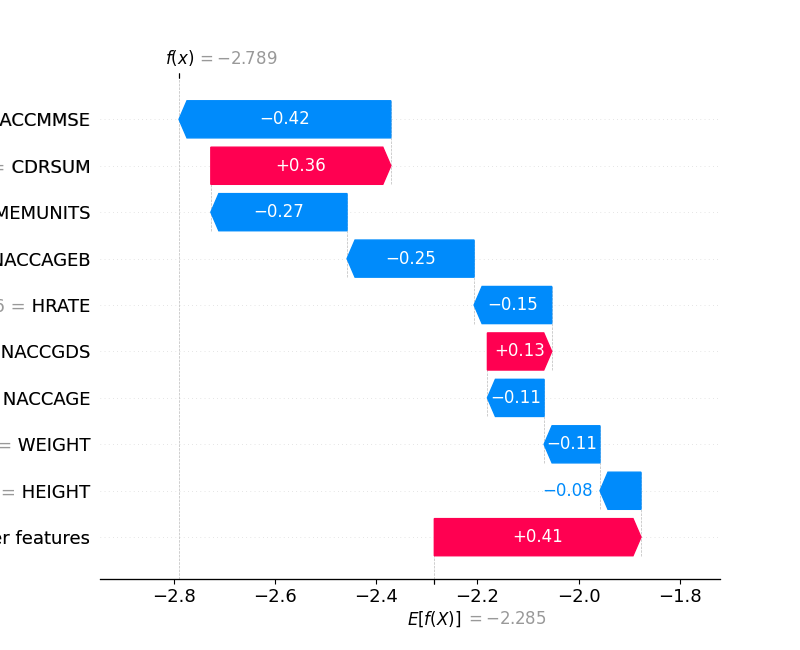 f(x) = −2.789
ACCMMSE
−0.42
= CDRSUM
+0.36
MEMUNITS
−0.27
NACCAGEB
−0.25
= HRATE
−0.15
NACCGDS
+0.13
NACCAGE
−0.11
= WEIGHT
−0.11
= HEIGHT
−0.08
features
+0.41
−2.8 −2.6 −2.4 −2.2 −2.0 −1.8
E[f(X)] = −2.285